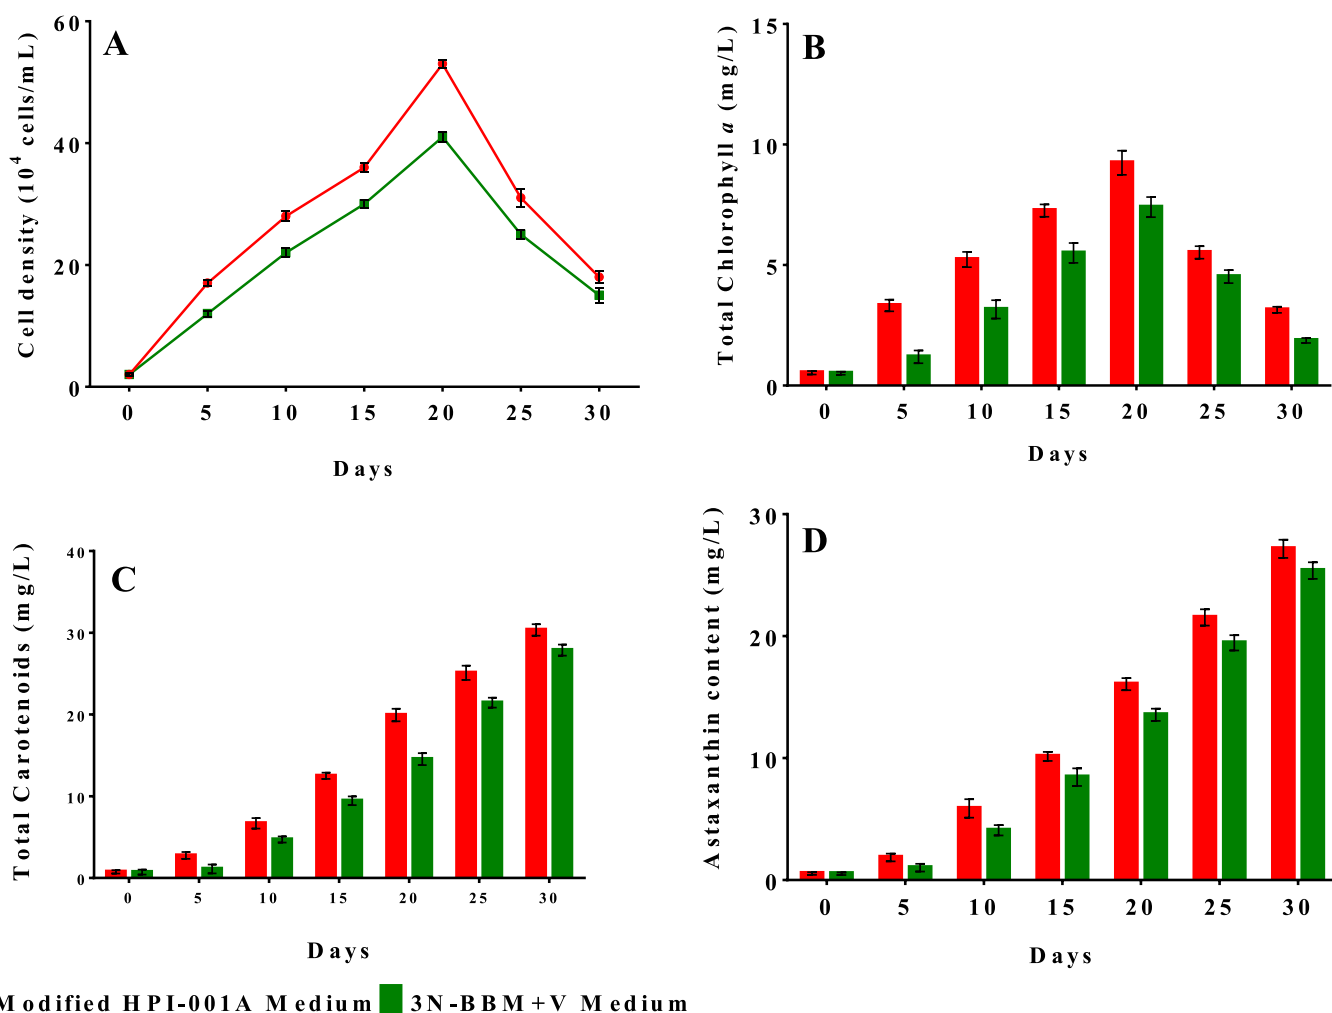 A
Cell density (10⁴ cells/mL)
60
40
20
0
0 5 10 15 20 25 30
Days
B
Total Chlorophyll a (mg/L)
15
10
5
0
0 5 10 15 20 25 30
Days
C
Total Carotenoids (mg/L)
40
30
20
10
0
0 5 10 15 20 25 30
Days
D
Astaxanthin content (mg/L)
30
20
10
0
0 5 10 15 20 25 30
Days
Modified HPI-001A Medium 3N-BBM+V Medium